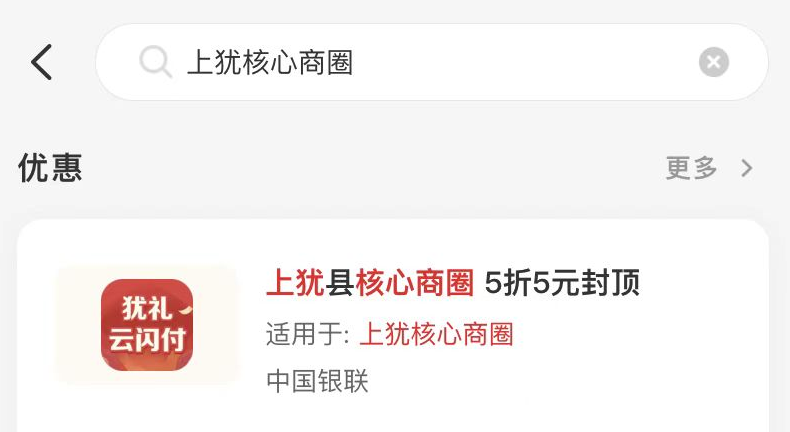 上犹核心商圈
优惠
更多
上犹县核心商圈 5折5元封顶
犹礼
云闪付
适用于: 上犹核心商圈
中国银联